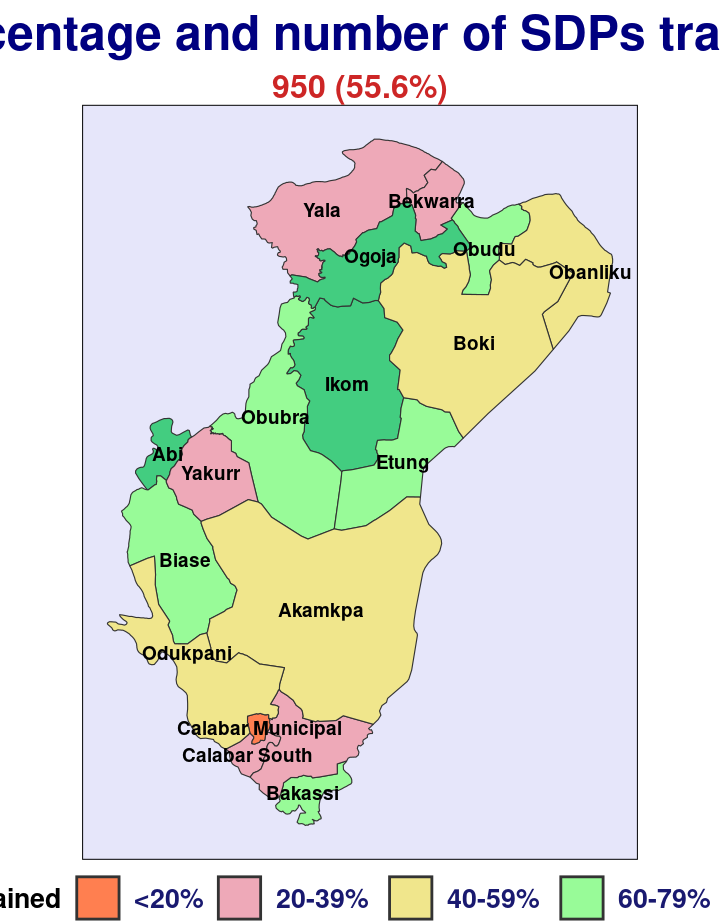 centage and number of SDPs tra
950 (55.6%)
Yala
Bekwarra
Ogoja
Obudu
Obanliku
Boki
Ikom
Obubra
Abi
Yakurr
Etung
Biase
Akamkpa
Odukpani
Calabar Municipal
Calabar South
Bakassi
ained <20% 20-39% 40-59% 60-79%